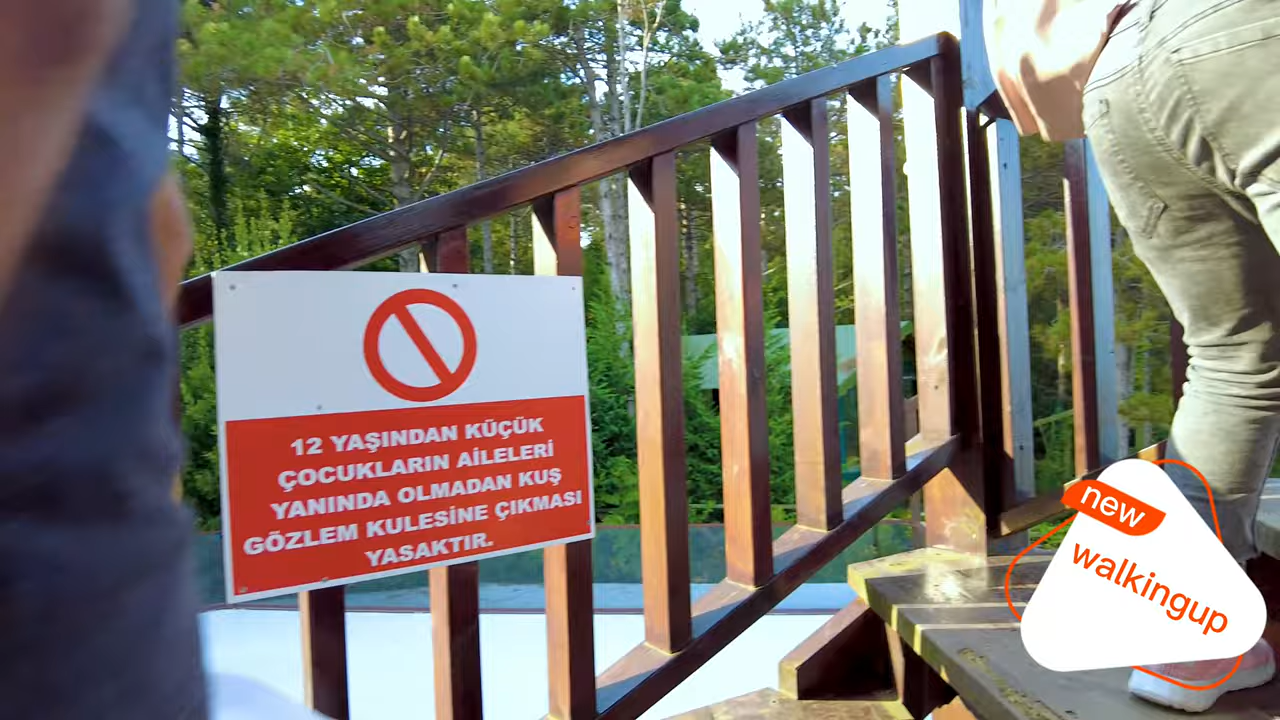 12 YAŞINDAN KÜÇÜK
ÇOCUKLARIN AİLELERİ
YANINDA OLMADAN KUŞ
GÖZLEM KULESİNE ÇIKMASI
YASAKTIR.
new
walkingup